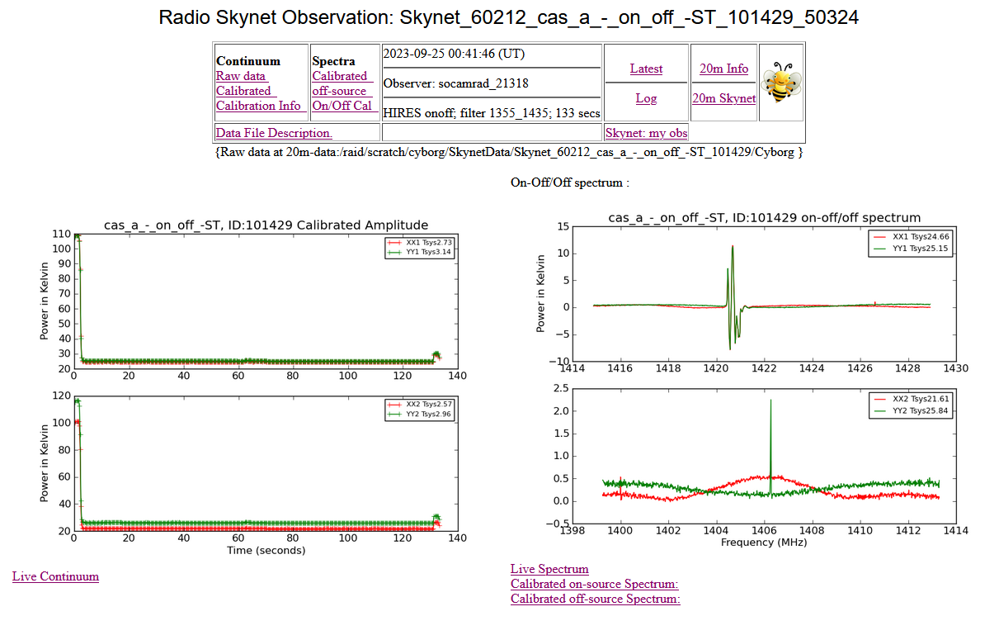 Radio Skynet Observation: Skynet_60212_cas_a_-_on_off_-ST_101429_50324
Continuum
Raw data
Calibrated
Calibration Info
Spectra
Calibrated
off-source
On/Off Cal
2023-09-25 00:41:46 (UT)
Observer: socamrad_21318
HIRES onoff; filter 1355_1435; 133 secs
Latest
Log
20m Info
20m Skynet
Data File Description.
Skynet: my obs
{Raw data at 20m-data:/raid/scratch/cyborg/SkynetData/Skynet_60212_cas_a_-_on_off_-ST_101429/Cyborg }
On-Off/Off spectrum :
cas_a_-_on_off_-ST, ID:101429 Calibrated Amplitude
Power in Kelvin
110
100
90
80
70
60
50
40
30
20
0 20 40 60 80 100 120 140
XX1 Tsys2.73
YY1 Tsys3.14
Power in Kelvin
120
100
80
60
40
20
0 20 40 60 80 100 120 140
Time (seconds)
XX2 Tsys2.57
YY2 Tsys2.96
Live Continuum
cas_a_-_on_off_-ST, ID:101429 on-off/off spectrum
Power in Kelvin
15
10
5
0
−5
−10
1414 1416 1418 1420 1422 1424 1426 1428 1430
XX1 Tsys24.66
YY1 Tsys25.15
2.5
2.0
1.5
1.0
0.5
0.0
−0.5
1398 1400 1402 1404 1406 1408 1410 1412 1414
Frequency (MHz)
XX2 Tsys21.61
YY2 Tsys25.84
Live Spectrum
Calibrated on-source Spectrum:
Calibrated off-source Spectrum: